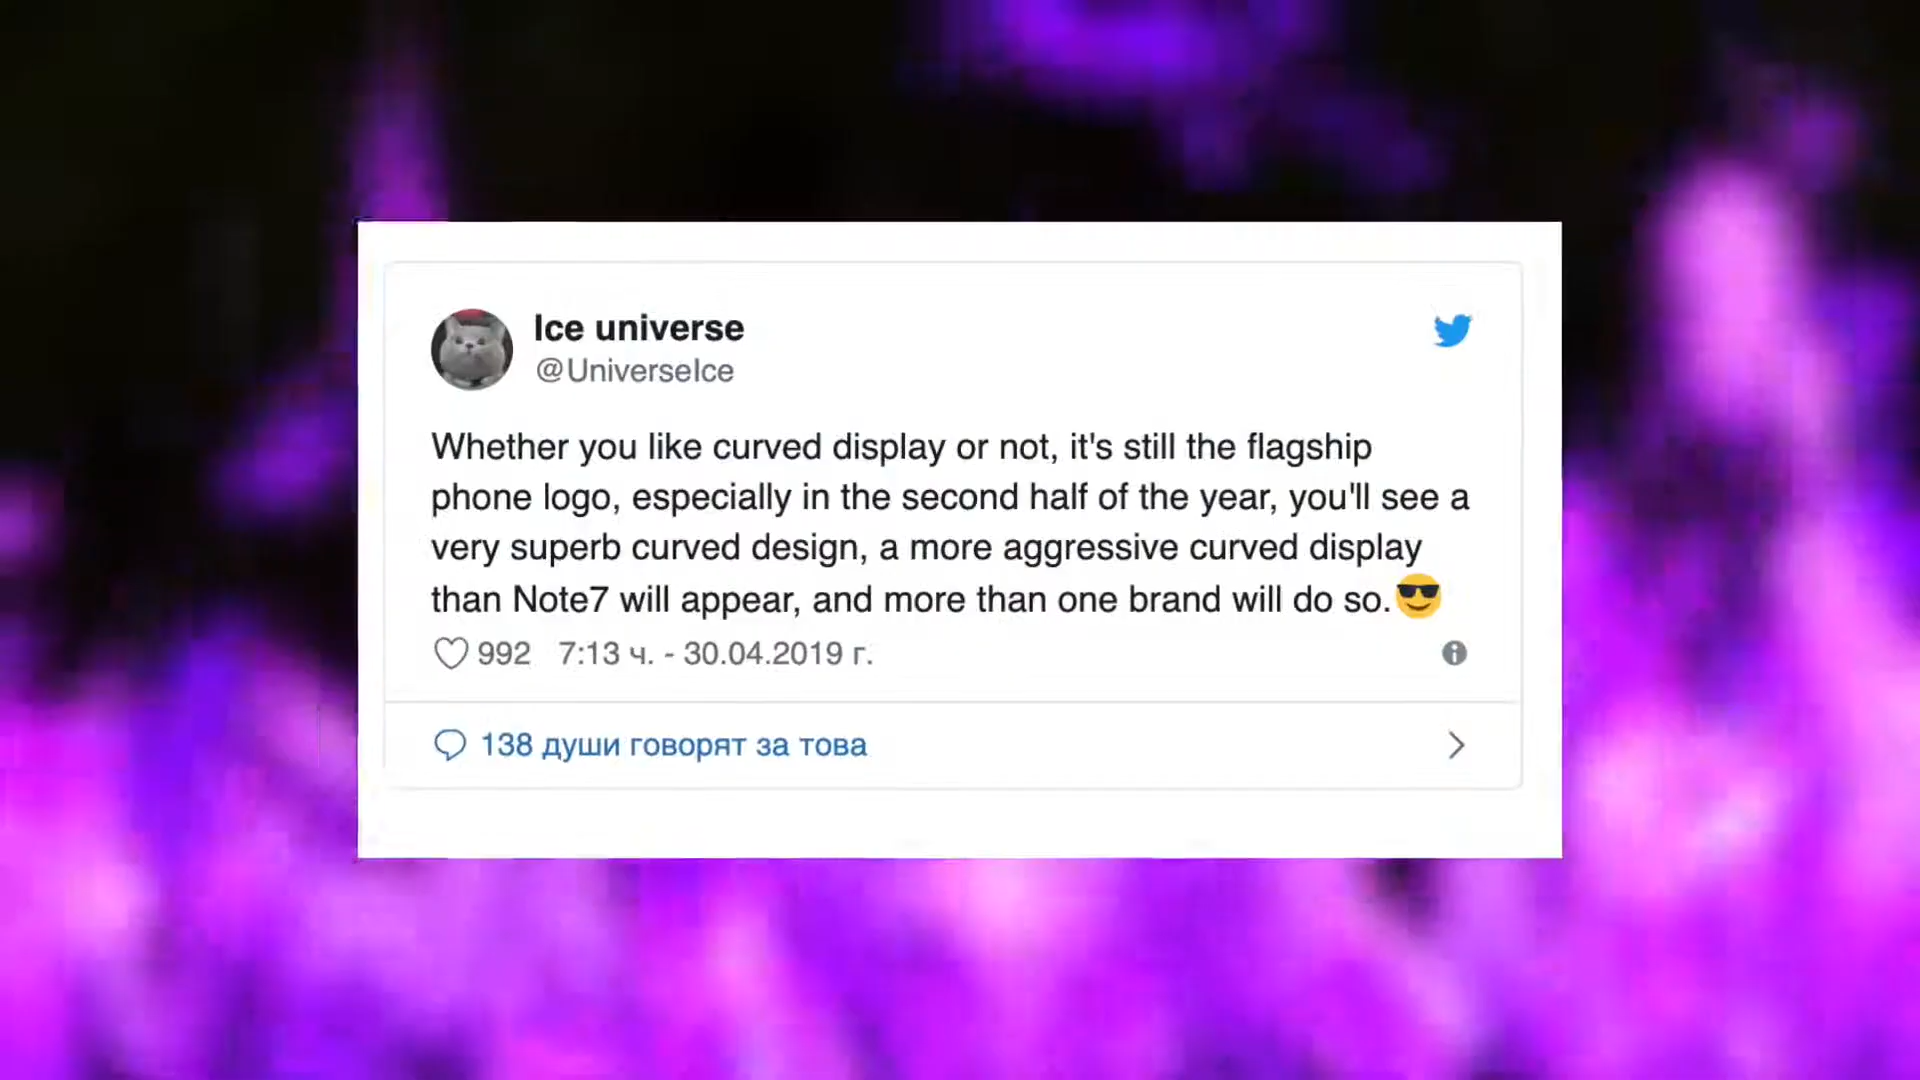 Ice universe
@UniverseIce
Whether you like curved display or not, it's still the flagship
phone logo, especially in the second half of the year, you'll see a
very superb curved design, a more aggressive curved display
than Note7 will appear, and more than one brand will do so.😎
992 7:13 ч. - 30.04.2019 г.
138 души говорят за това